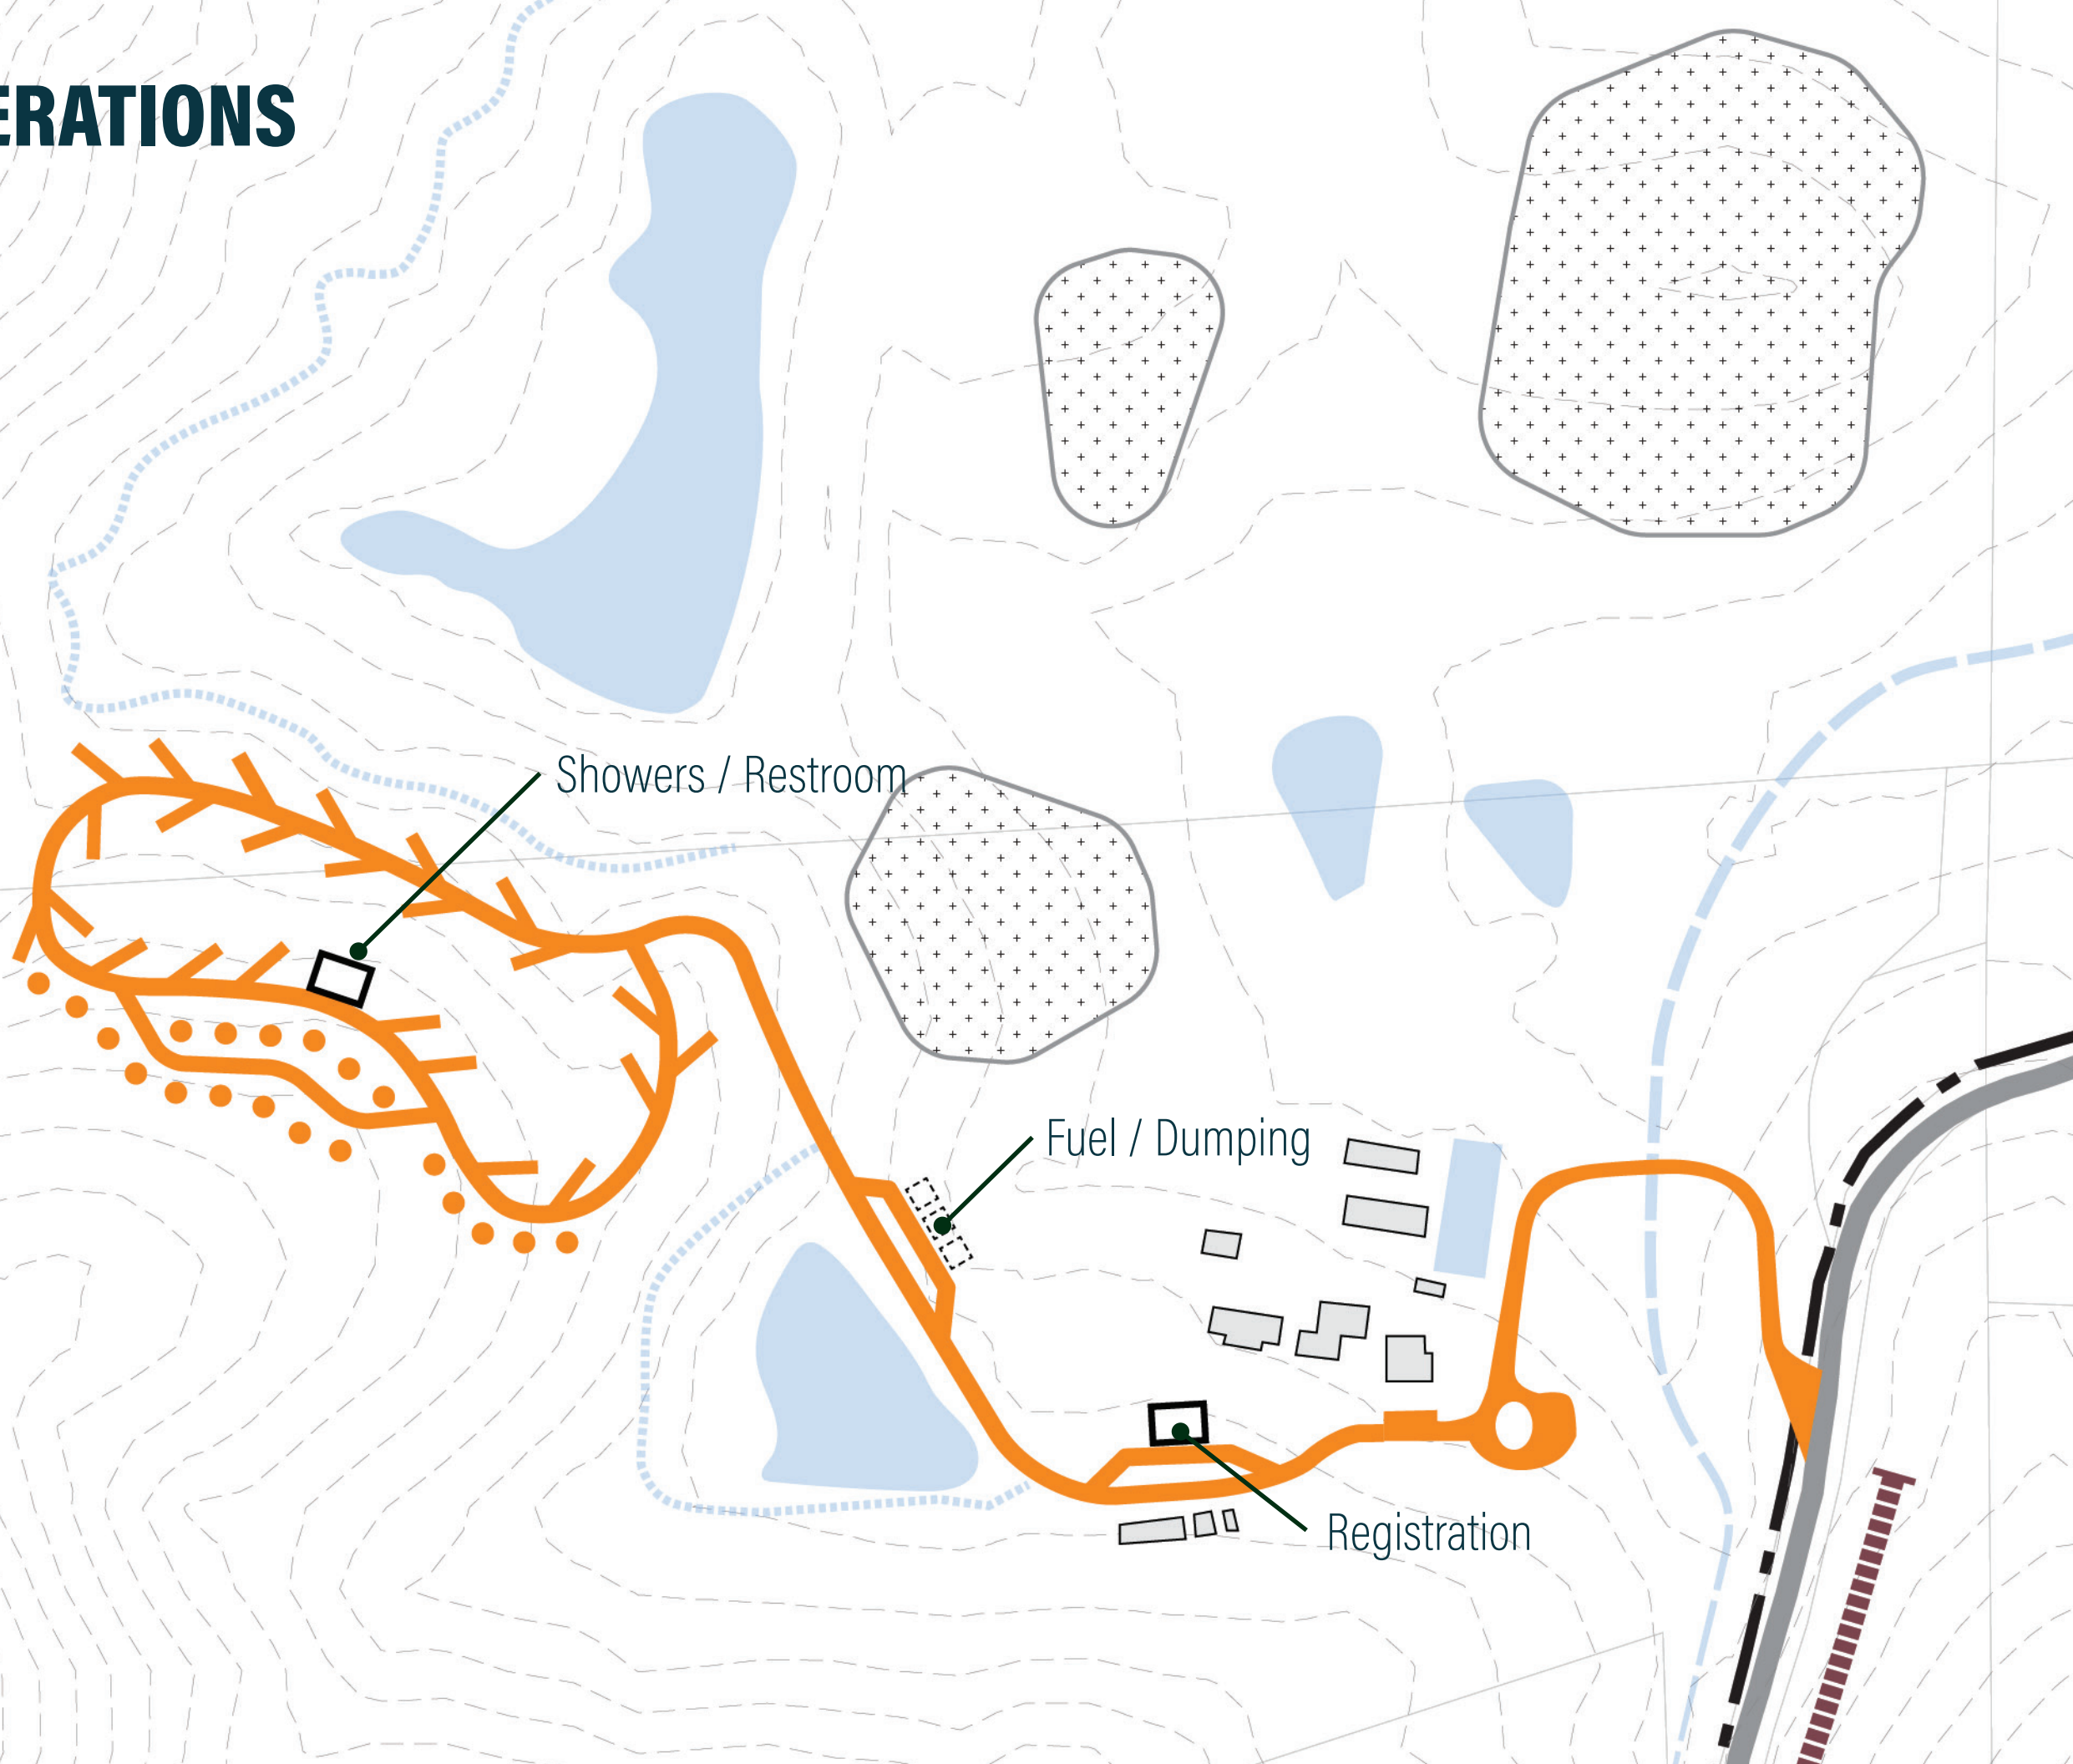 ERATIONS
Showers / Restroom
Fuel / Dumping
Registration